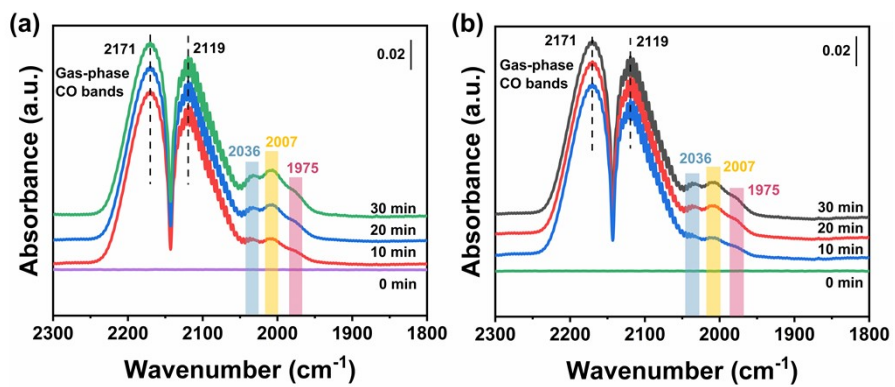 (a)
2171
2119
0.02
Gas-phase
CO bands
2036
2007
1975
30 min
20 min
10 min
0 min
Absorbance (a.u.)
2300
2200
2100
2000
1900
1800
Wavenumber (cm⁻¹)
(b)
2171
2119
0.02
Gas-phase
CO bands
2036
2007
1975
30 min
20 min
10 min
0 min
Absorbance (a.u.)
2300
2200
2100
2000
1900
1800
Wavenumber (cm⁻¹)